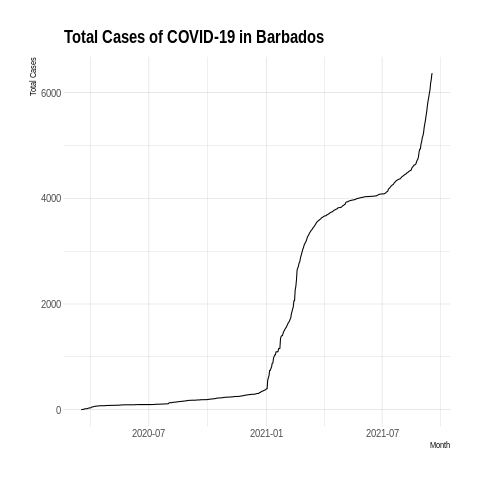 Total Cases of COVID-19 in Barbados
Total Cases
6000
4000
2000
0
2020-07
2021-01
2021-07
Month